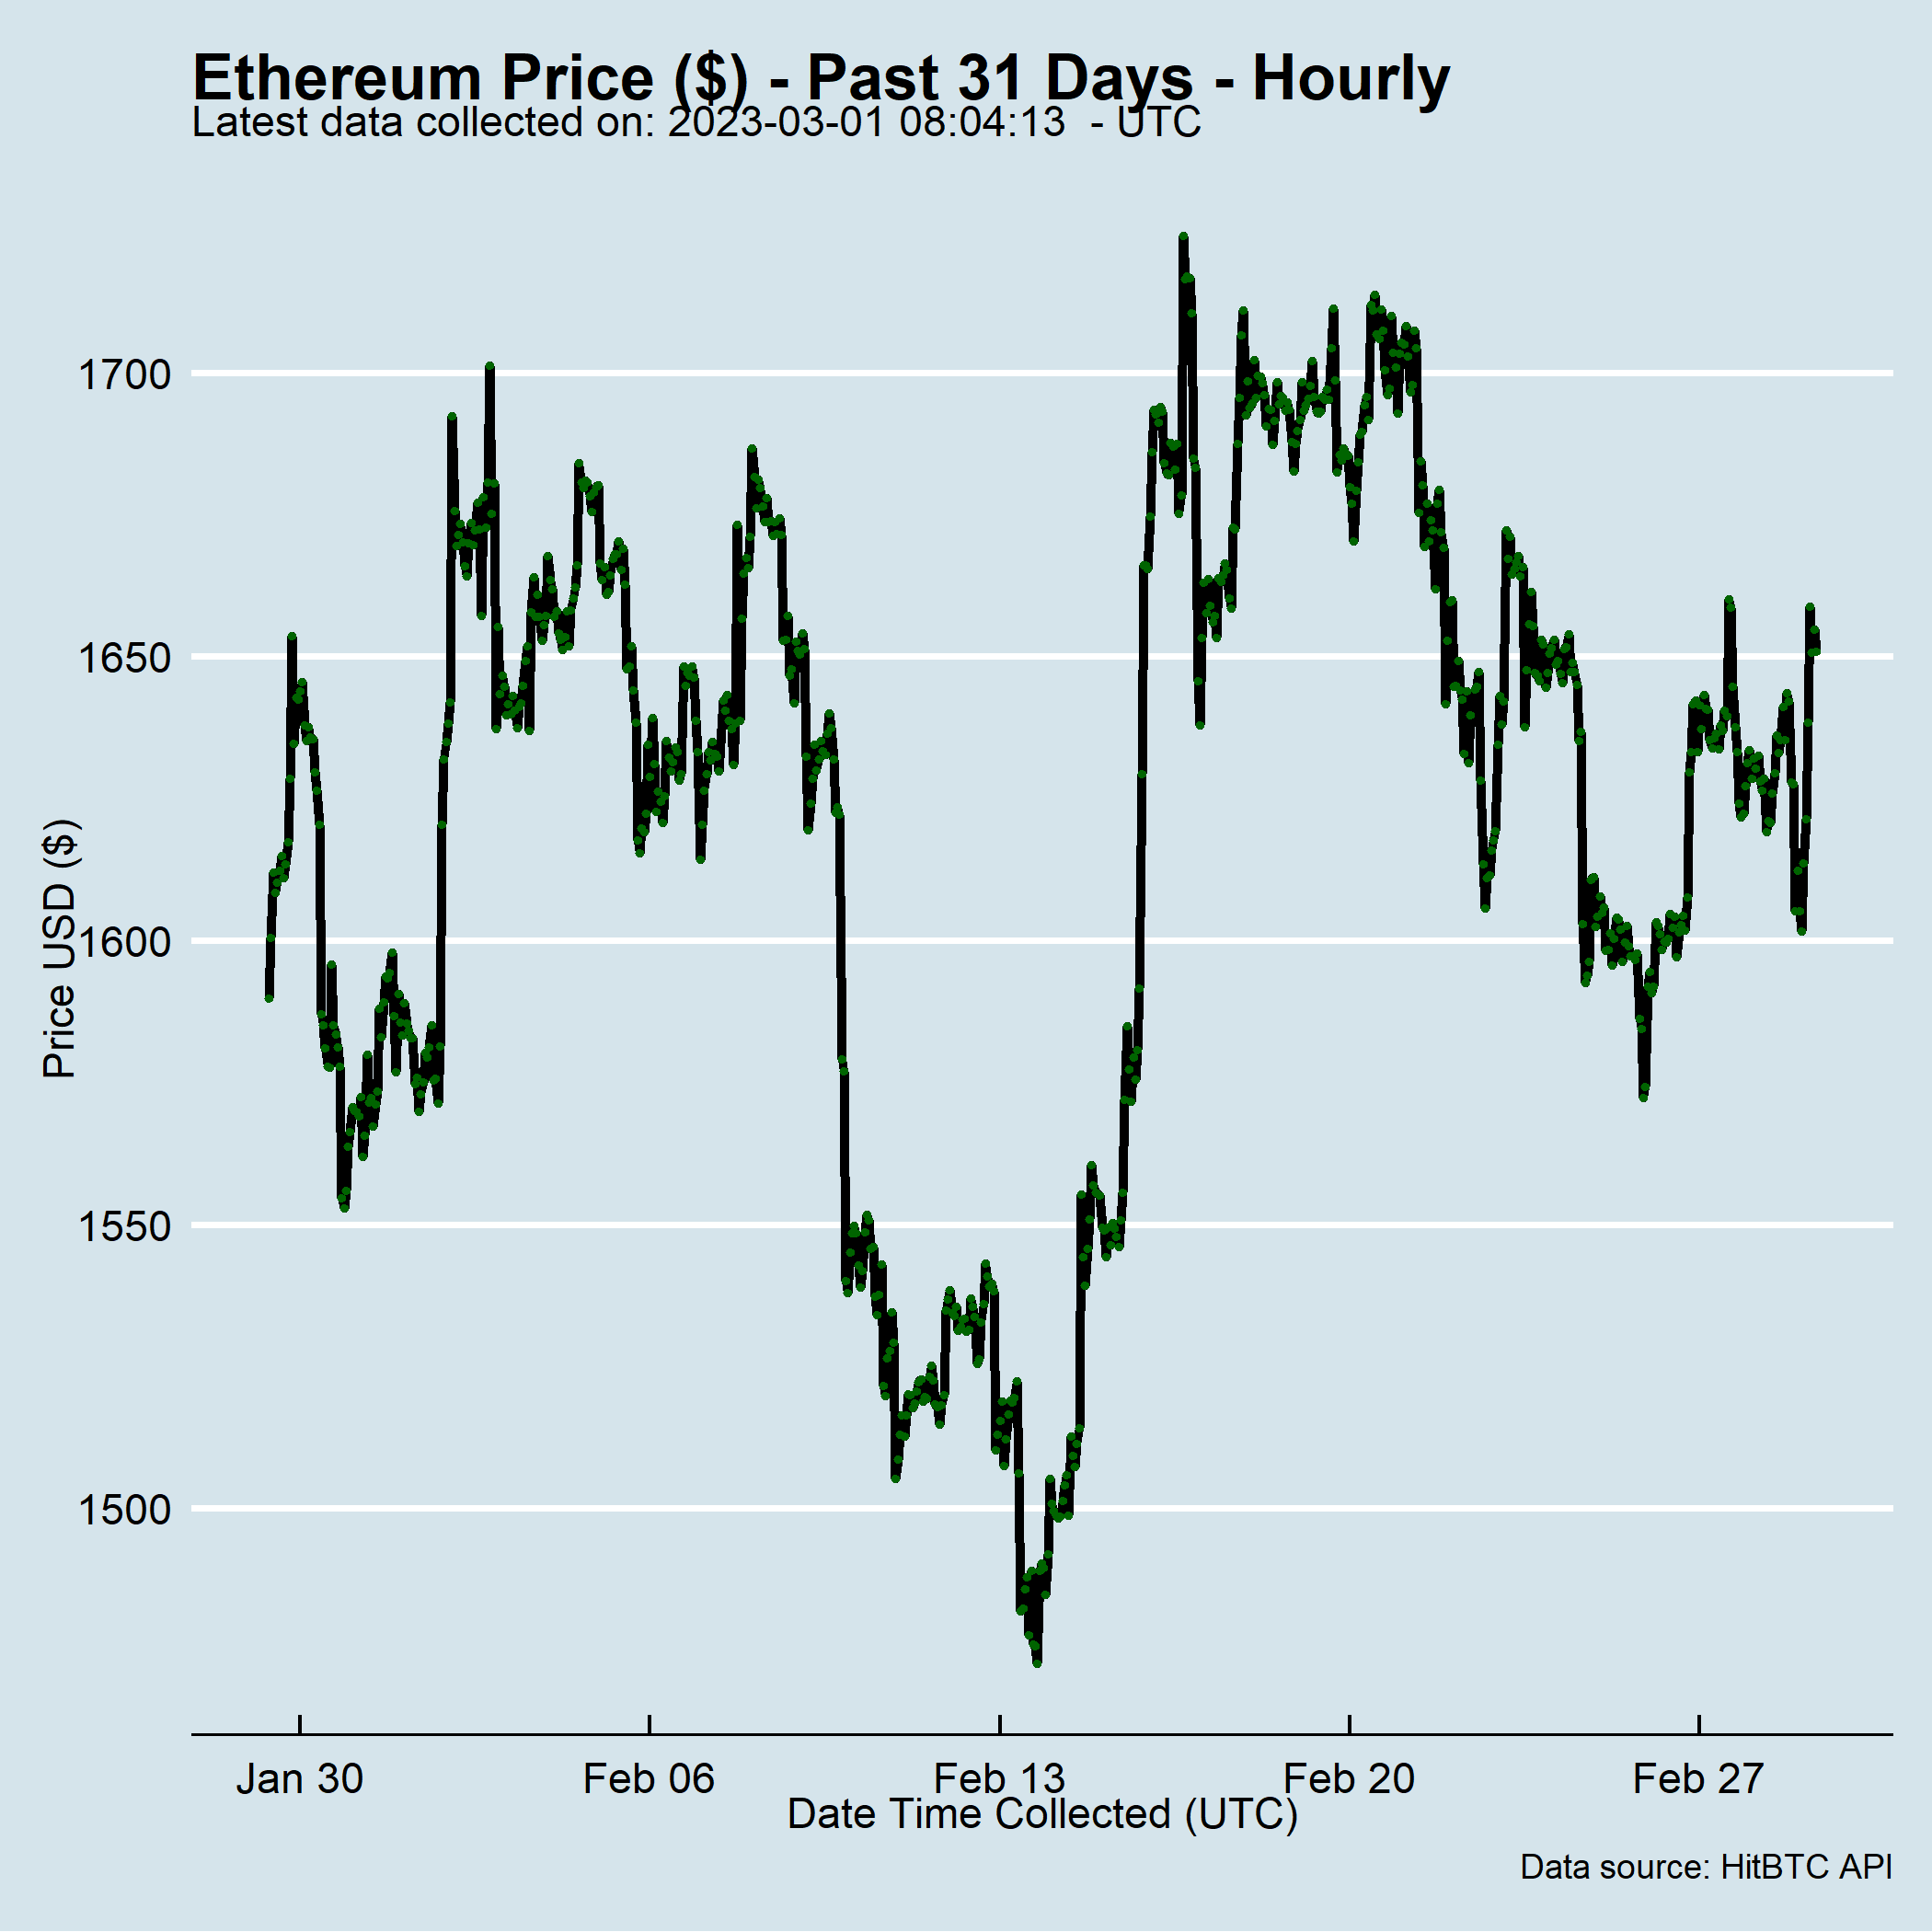 Ethereum Price ($) - Past 31 Days - Hourly
Latest data collected on: 2023-03-01 08:04:13  - UTC
Price USD ($)
1700
1650
1600
1550
1500
Jan 30 Feb 06 Feb 13 Feb 20 Feb 27
Date Time Collected (UTC)
Data source: HitBTC API